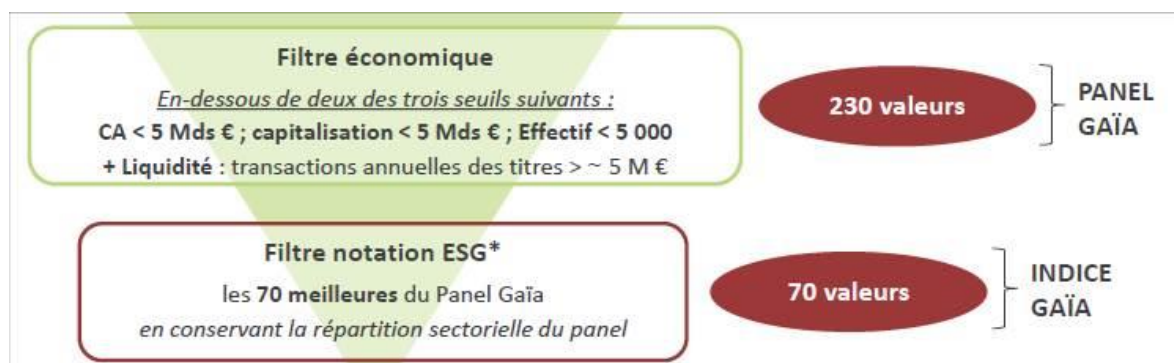 Filtre économique
En-dessous de deux des trois seuils suivants :
CA < 5 Mds € ; capitalisation < 5 Mds € ; Effectif < 5 000
+ Liquidité : transactions annuelles des titres > ~ 5 M €
230 valeurs
PANEL
GAÏA
Filtre notation ESG*
les 70 meilleures du Panel Gaïa
en conservant la répartition sectorielle du panel
70 valeurs
INDICE
GAÏA